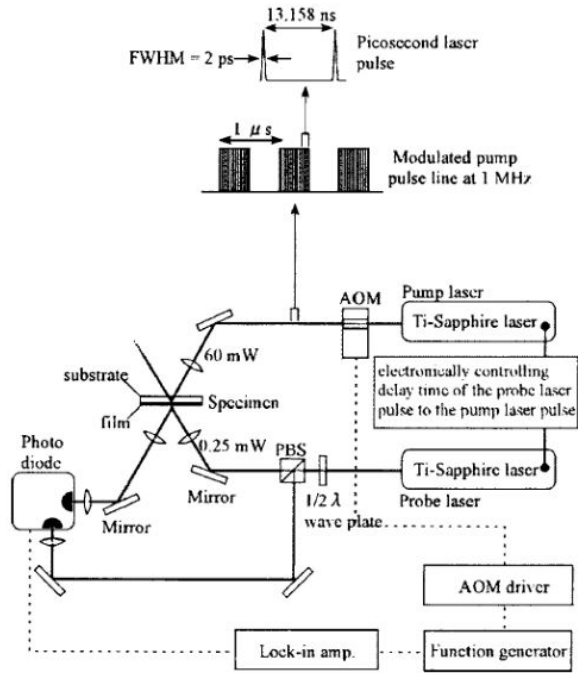 13.158 ns
FWHM = 2 ps
Picosecond laser
pulse
1 μs
Modulated pump
pulse line at 1 MHz
AOM
Pump laser
Ti-Sapphire laser
60 mW
electronically controlling
delay time of the probe laser
pulse to the pump laser pulse
substrate
film
Specimen
Photo
diode
0.25 mW
PBS
Ti-Sapphire laser
Mirror
1/2 λ
wave plate
Probe laser
Mirror
AOM driver
Lock-in amp.
Function generator